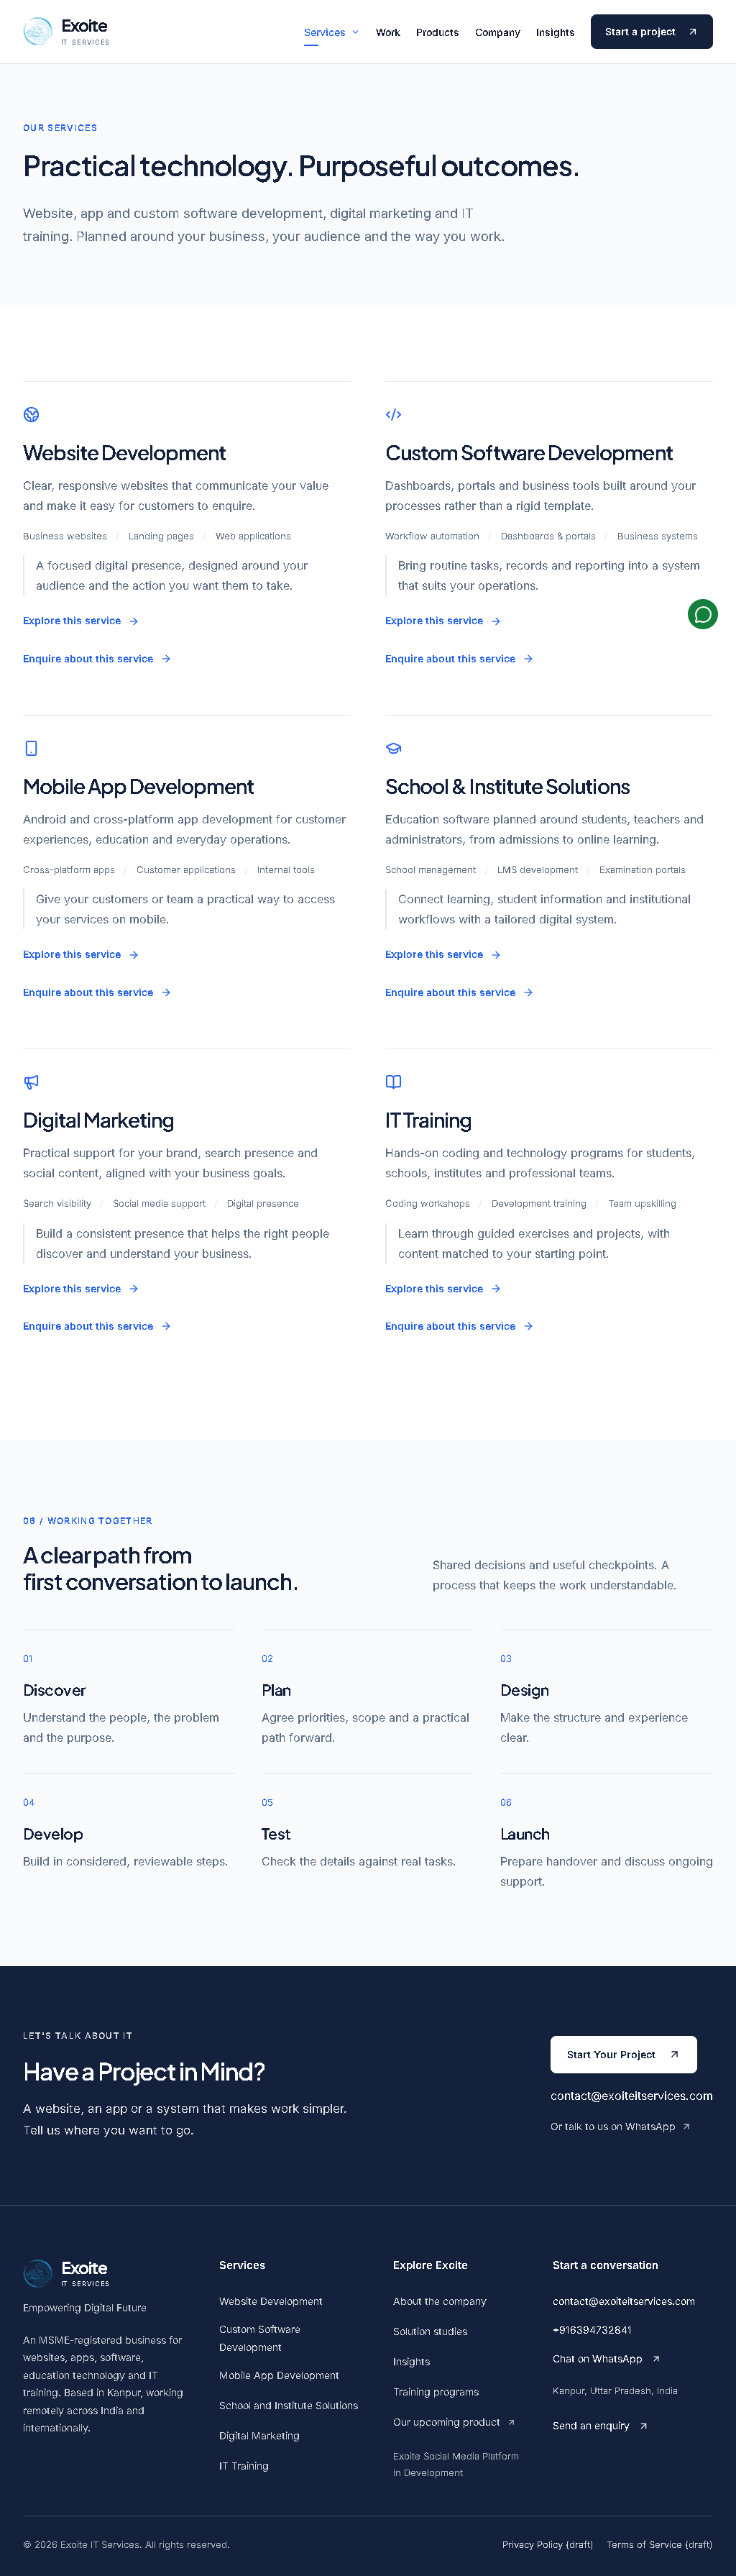 Exoite
IT SERVICES
Services
Work
Products
Company
Insights
Start a project
OUR SERVICES
Practical technology. Purposeful outcomes.
Website, app and custom software development, digital marketing and IT
training. Planned around your business, your audience and the way you work.
Website Development
Clear, responsive websites that communicate your value
and make it easy for customers to enquire.
Business websites / Landing pages / Web applications
A focused digital presence, designed around your
audience and the action you want them to take.
Explore this service
Enquire about this service
Custom Software Development
Dashboards, portals and business tools built around your
processes rather than a rigid template.
Workflow automation / Dashboards & portals / Business systems
Bring routine tasks, records and reporting into a system
that suits your operations.
Explore this service
Enquire about this service
Mobile App Development
Android and cross-platform app development for customer
experiences, education and everyday operations.
Cross-platform apps / Customer applications / Internal tools
Give your customers or team a practical way to access
your services on mobile.
Explore this service
Enquire about this service
School & Institute Solutions
Education software planned around students, teachers and
administrators, from admissions to online learning.
School management / LMS development / Examination portals
Connect learning, student information and institutional
workflows with a tailored digital system.
Explore this service
Enquire about this service
Digital Marketing
Practical support for your brand, search presence and
social content, aligned with your business goals.
Search visibility / Social media support / Digital presence
Build a consistent presence that helps the right people
discover and understand your business.
Explore this service
Enquire about this service
IT Training
Hands-on coding and technology programs for students,
schools, institutes and professional teams.
Coding workshops / Development training / Team upskilling
Learn through guided exercises and projects, with
content matched to your starting point.
Explore this service
Enquire about this service
06 / WORKING TOGETHER
A clear path from
first conversation to launch.
Shared decisions and useful checkpoints. A
process that keeps the work understandable.
01
Discover
Understand the people, the problem
and the purpose.
02
Plan
Agree priorities, scope and a practical
path forward.
03
Design
Make the structure and experience
clear.
04
Develop
Build in considered, reviewable steps.
05
Test
Check the details against real tasks.
06
Launch
Prepare handover and discuss ongoing
support.
LET'S TALK ABOUT IT
Have a Project in Mind?
A website, an app or a system that makes work simpler.
Tell us where you want to go.
Start Your Project
contact@exoiteitservices.com
Or talk to us on WhatsApp
Exoite
IT SERVICES
Empowering Digital Future
An MSME-registered business for
websites, apps, software,
education technology and IT
training. Based in Kanpur, working
remotely across India and
internationally.
Services
Website Development
Custom Software
Development
Mobile App Development
School and Institute Solutions
Digital Marketing
IT Training
Explore Exoite
About the company
Solution studies
Insights
Training programs
Our upcoming product
Exoite Social Media Platform
In Development
Start a conversation
contact@exoiteitservices.com
+916394732841
Chat on WhatsApp
Kanpur, Uttar Pradesh, India
Send an enquiry
© 2026 Exoite IT Services. All rights reserved.
Privacy Policy (draft)
Terms of Service (draft)